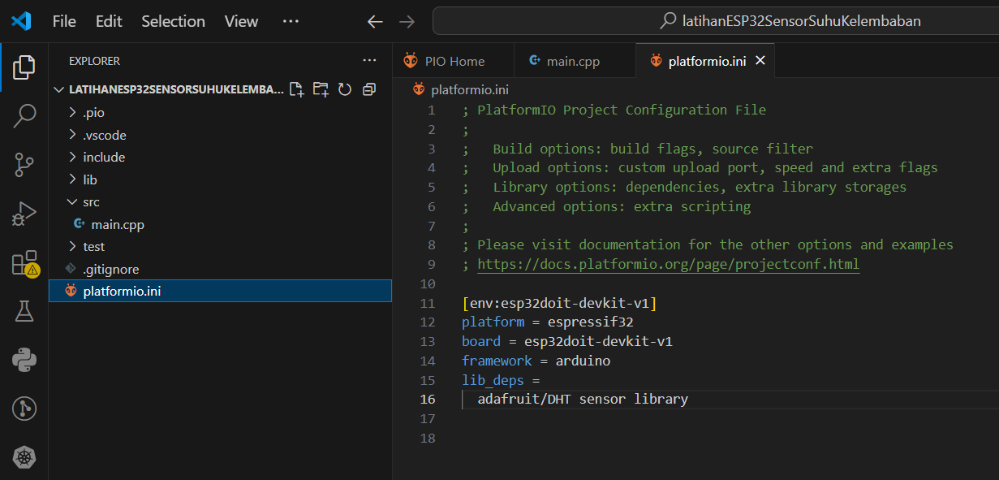 File Edit Selection View ··· latihanESP32SensorSuhuKelembaban
EXPLORER ···
LATIHANESP32SENSORSUHUKELEMBA...
.pio
.vscode
include
lib
src
main.cpp
test
.gitignore
platformio.ini
PIO Home main.cpp platformio.ini
platformio.ini
1 ; PlatformIO Project Configuration File
2 ;
3 ;   Build options: build flags, source filter
4 ;   Upload options: custom upload port, speed and extra flags
5 ;   Library options: dependencies, extra library storages
6 ;   Advanced options: extra scripting
7 ;
8 ; Please visit documentation for the other options and examples
9 ; https://docs.platformio.org/page/projectconf.html
10
11 [env:esp32doit-devkit-v1]
12 platform = espressif32
13 board = esp32doit-devkit-v1
14 framework = arduino
15 lib_deps =
16   adafruit/DHT sensor library
17
18